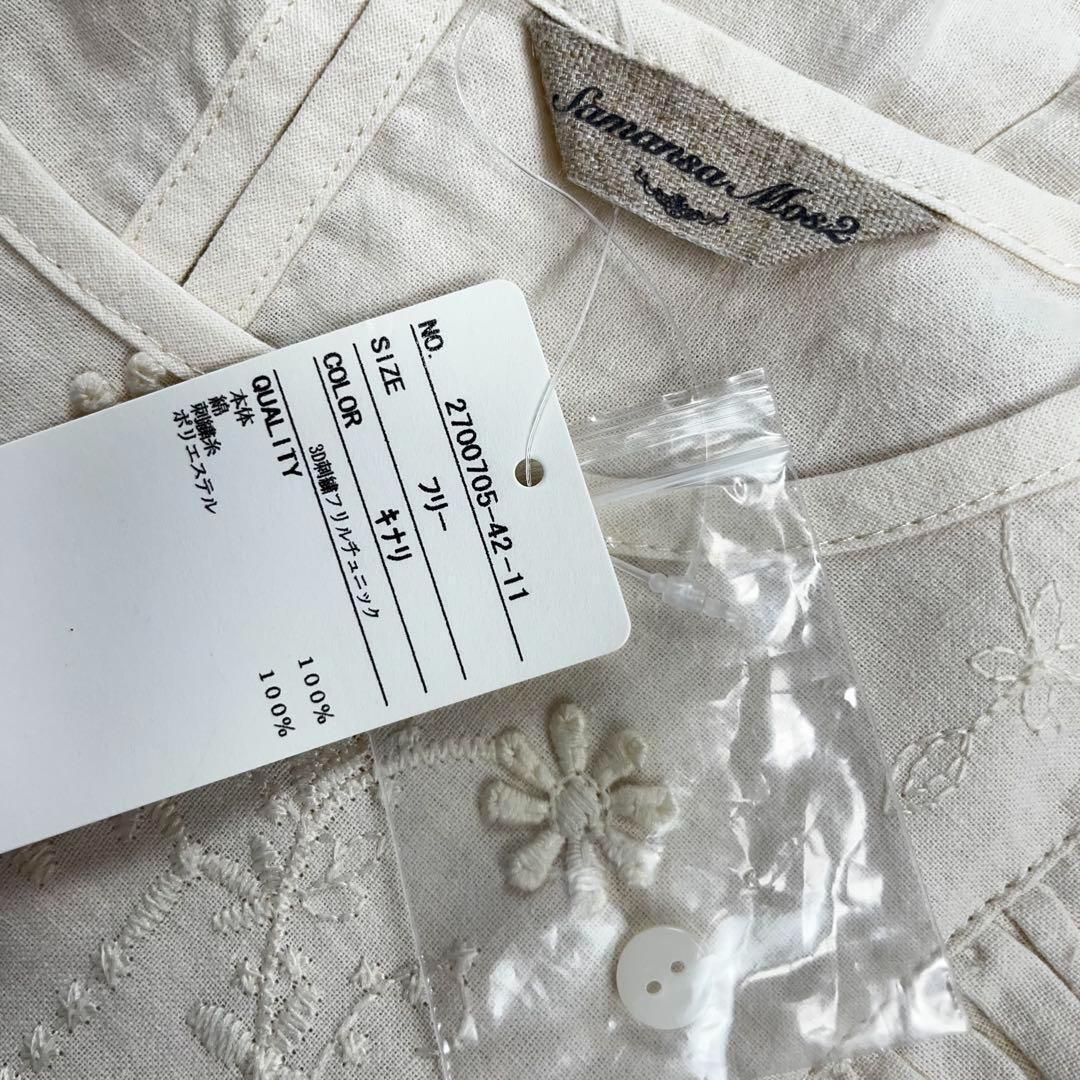 Samansa Mos2
NO. 2700705-42-11
SIZE フリー
COLOR キナリ
3D刺繍フリルチュニック
QUALITY
本体
綿 100%
刺繍糸
ポリエステル 100%